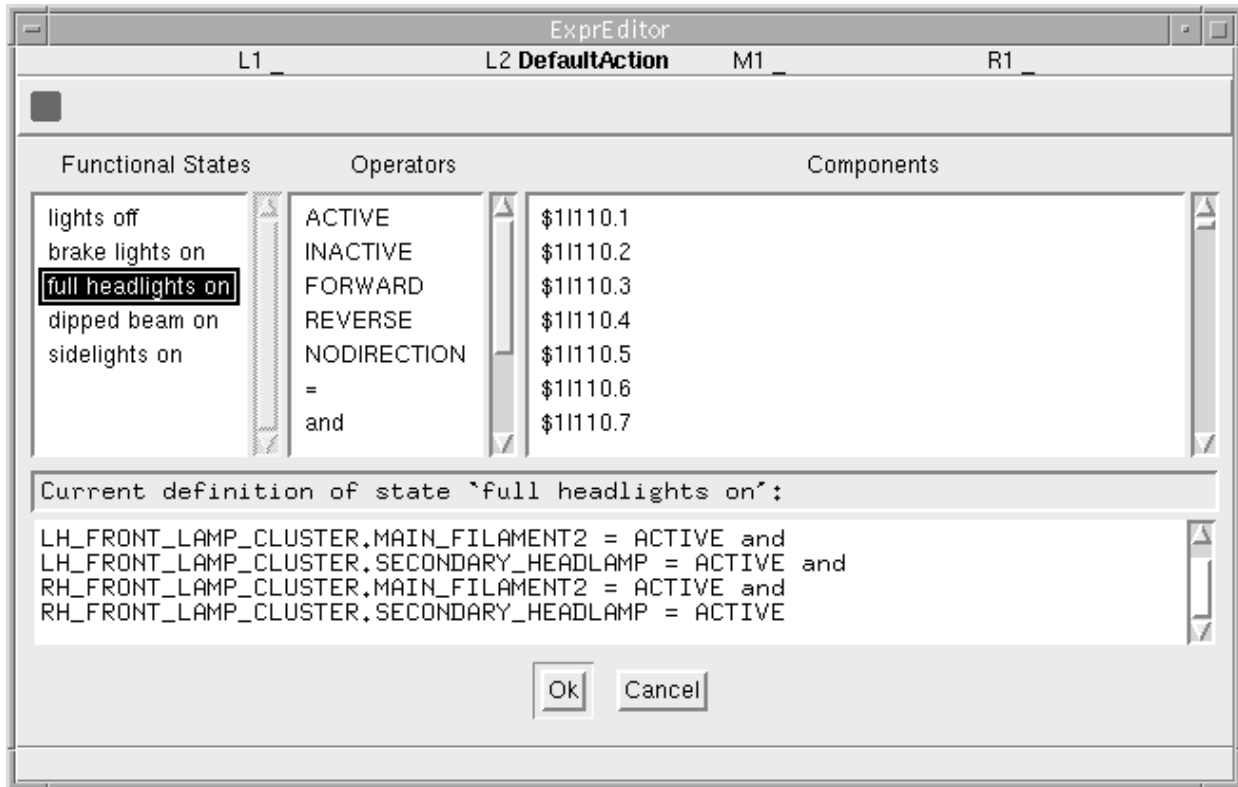 ExprEditor
L1 _ L2 DefaultAction M1 _ R1 _
Functional States Operators Components
lights off ACTIVE $1I110.1
brake lights on INACTIVE $1I110.2
full headlights on FORWARD $1I110.3
dipped beam on REVERSE $1I110.4
sidelights on NODIRECTION $1I110.5
= $1I110.6
and $1I110.7
Current definition of state `full headlights on´:
LH_FRONT_LAMP_CLUSTER.MAIN_FILAMENT2 = ACTIVE and
LH_FRONT_LAMP_CLUSTER.SECONDARY_HEADLAMP = ACTIVE and
RH_FRONT_LAMP_CLUSTER.MAIN_FILAMENT2 = ACTIVE and
RH_FRONT_LAMP_CLUSTER.SECONDARY_HEADLAMP = ACTIVE
Ok Cancel